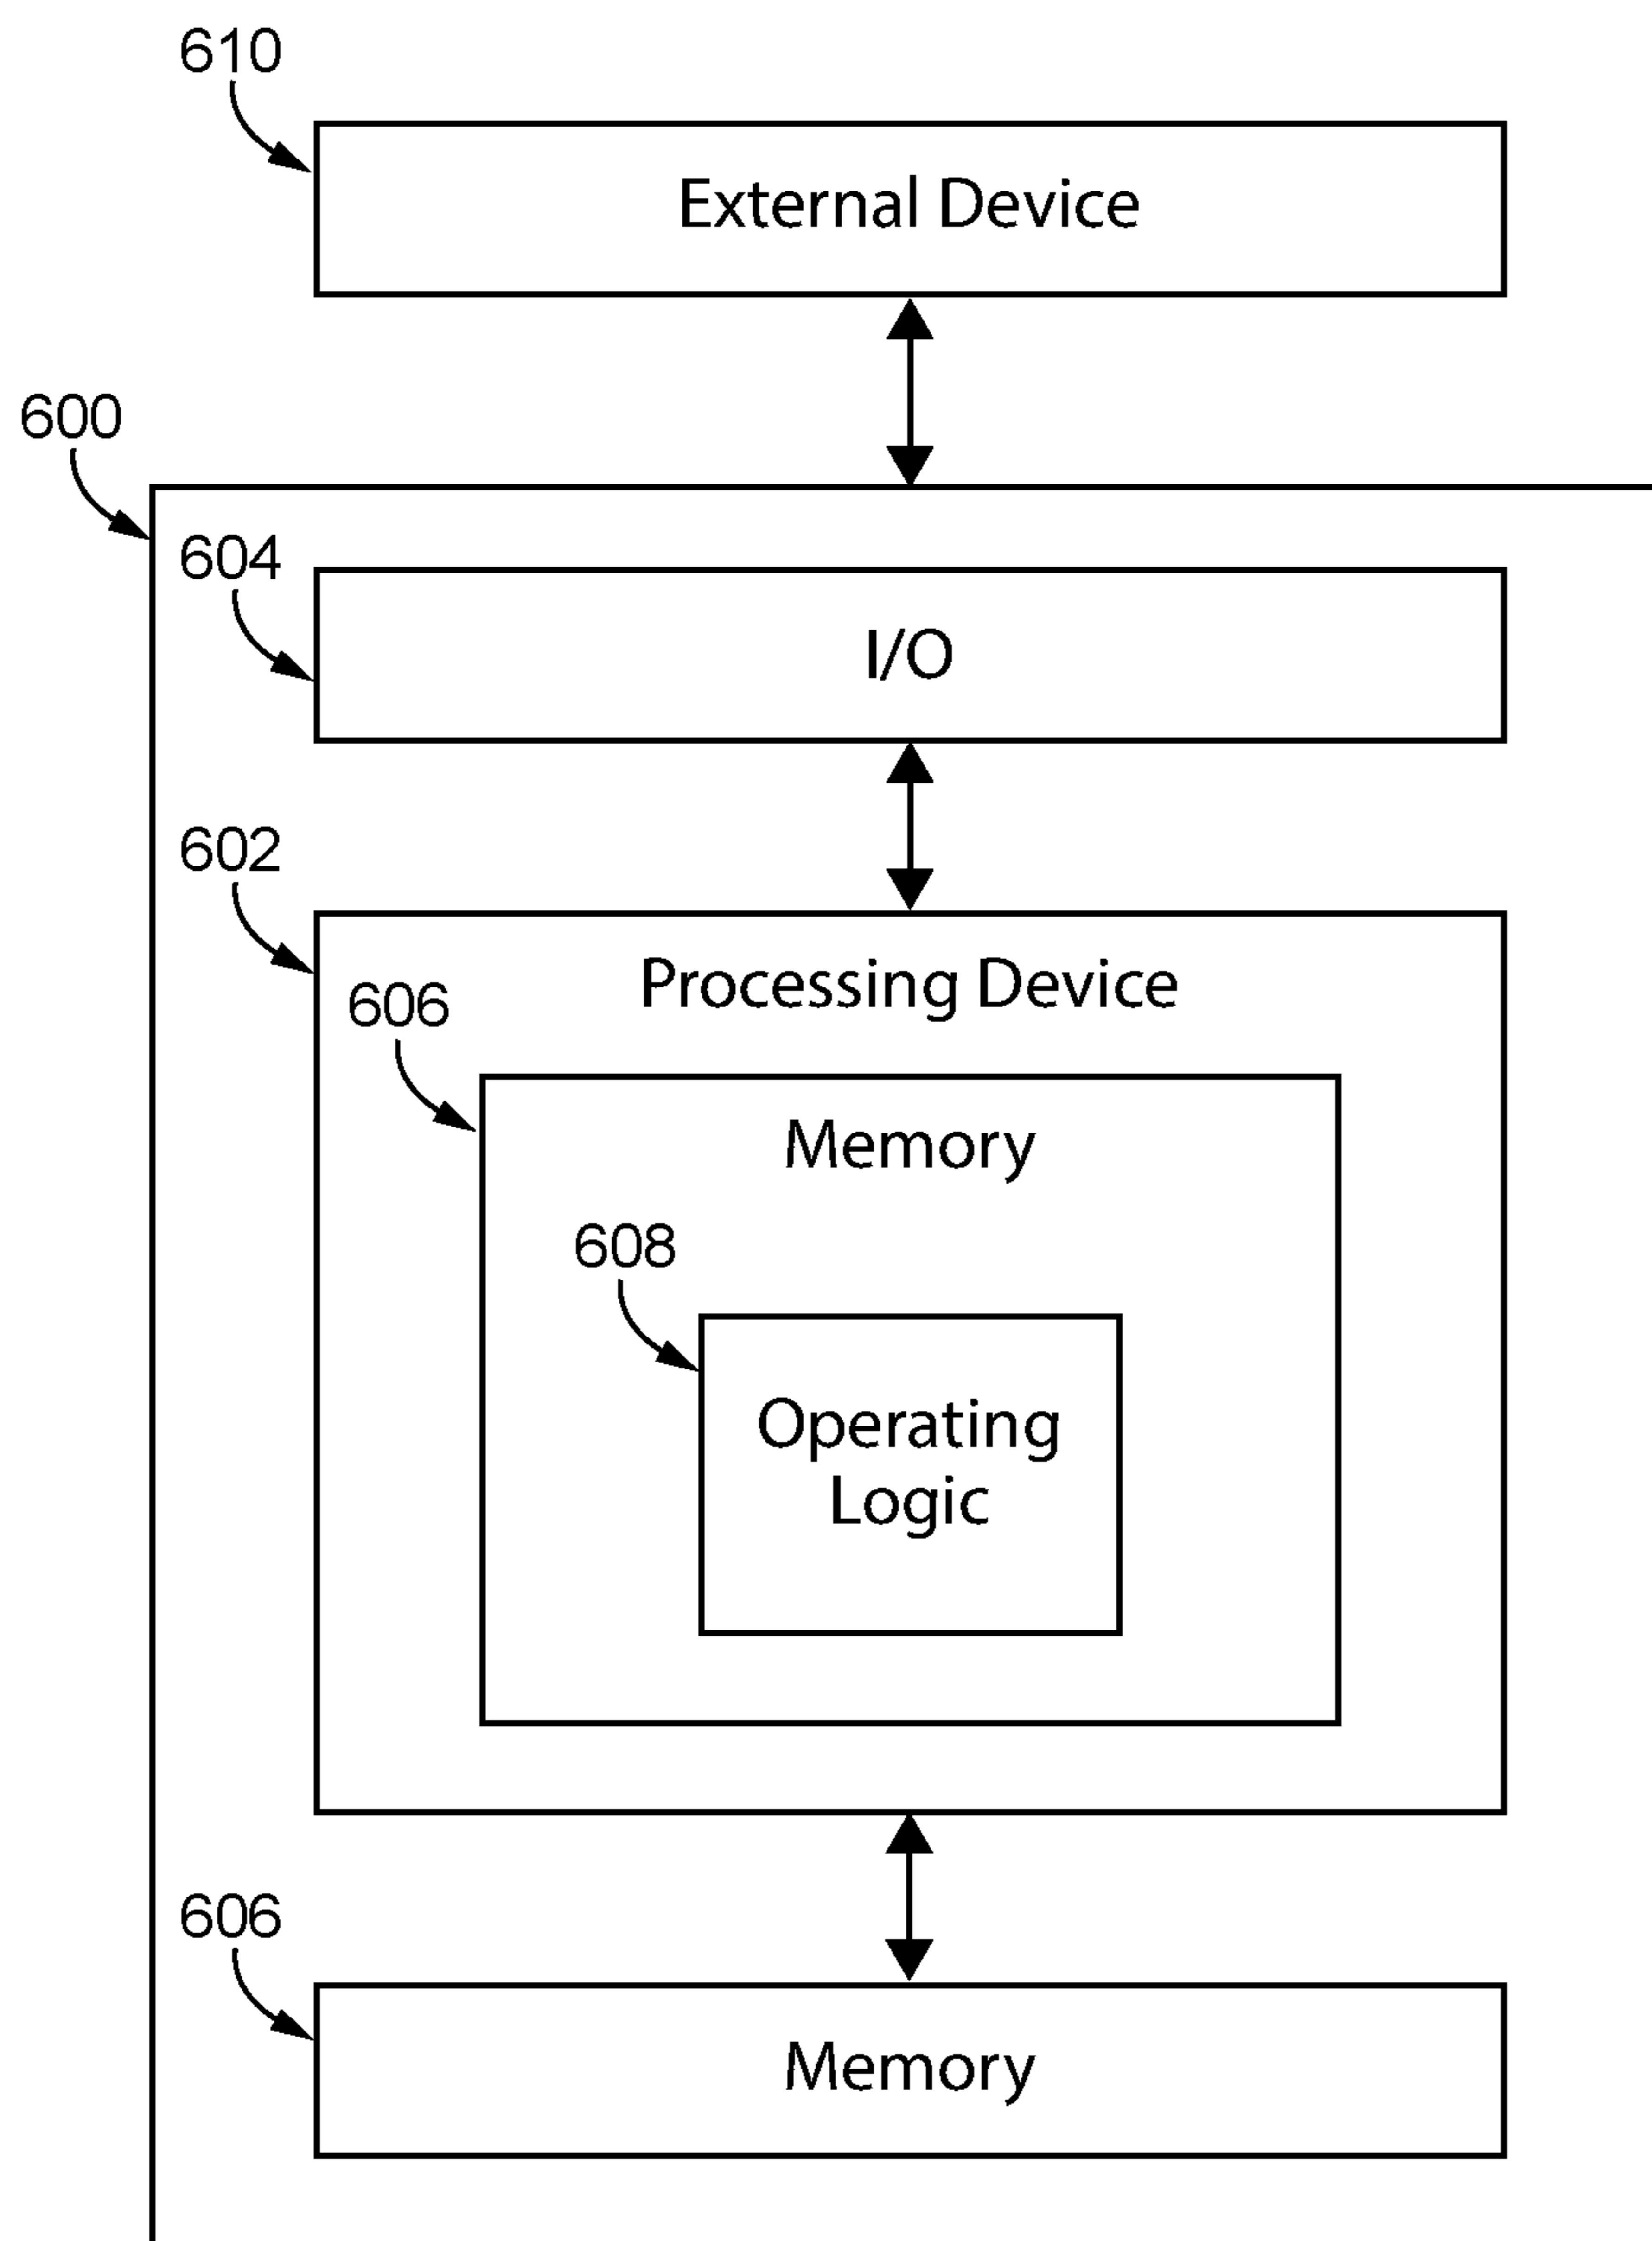 610
External Device
600
604
I/O
602
Processing Device
606
Memory
608
Operating
Logic
606
Memory